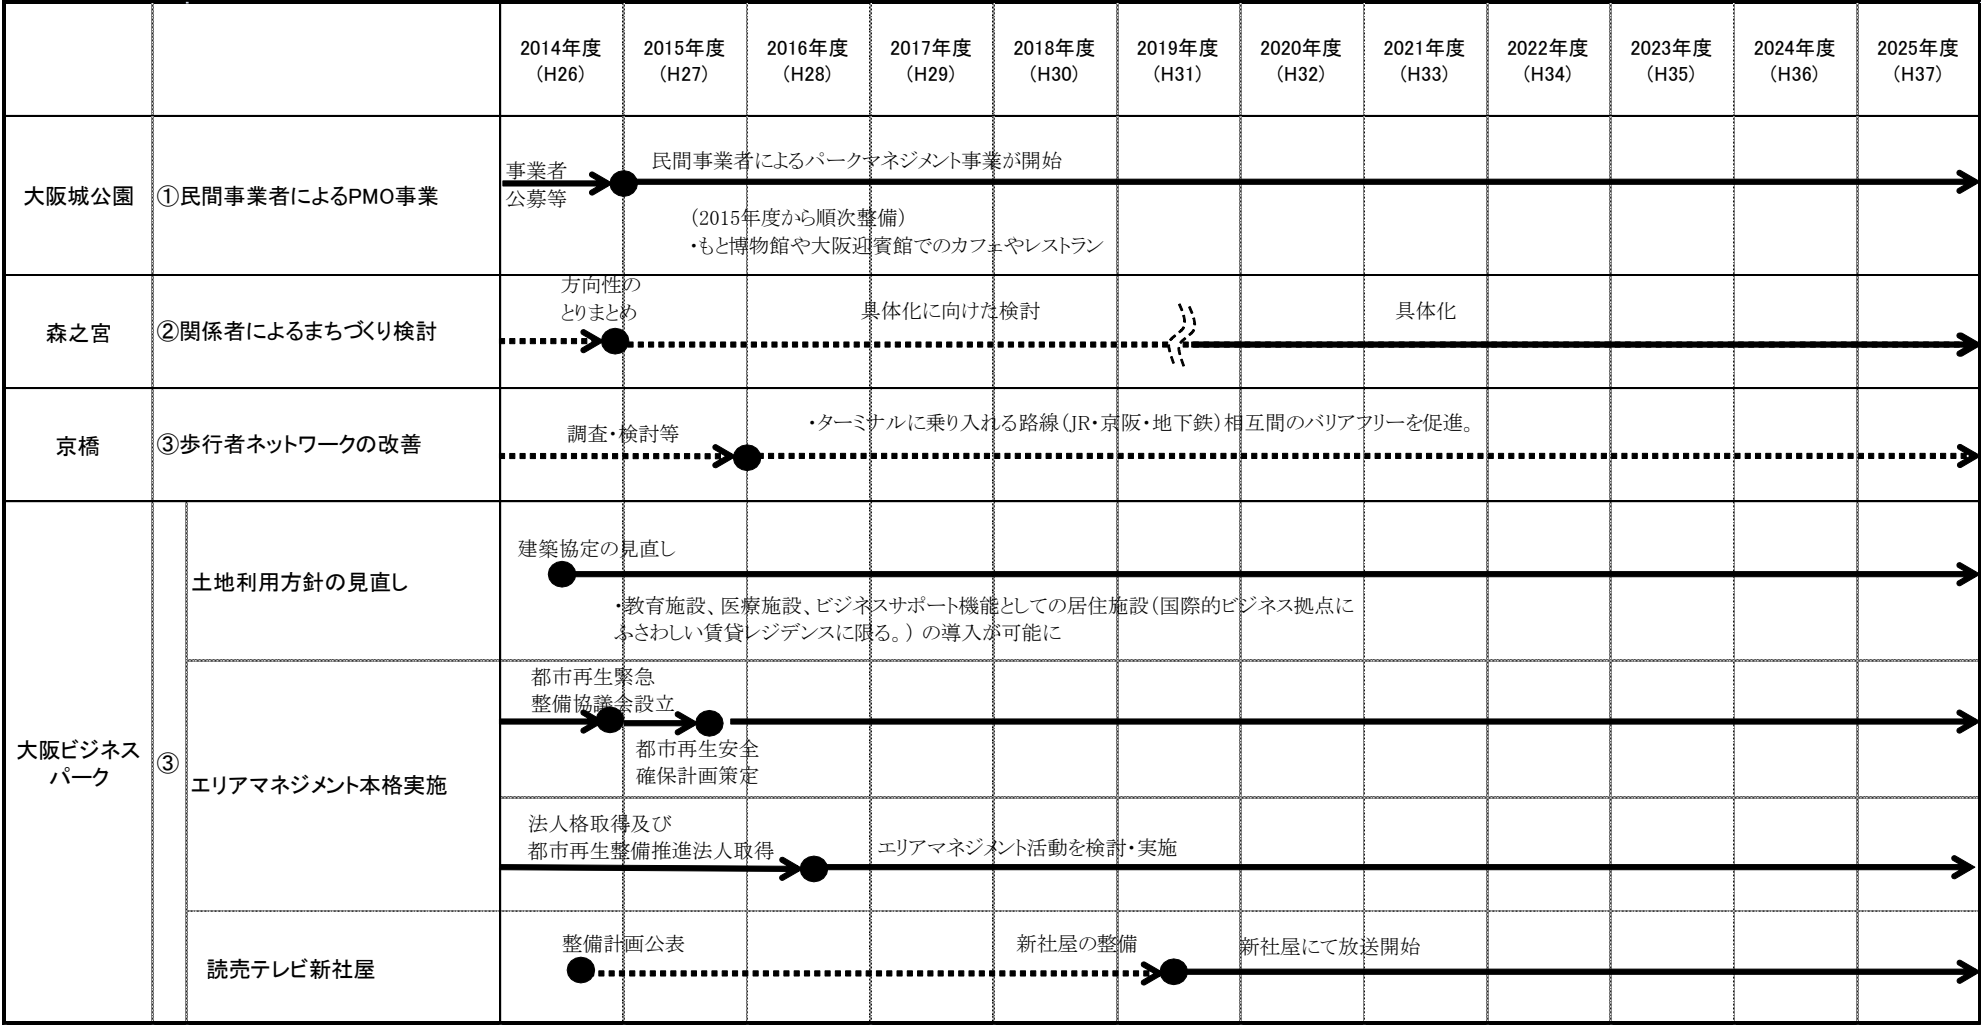 2014年度
（H26）
2015年度
（H27）
2016年度
（H28）
2017年度
（H29）
2018年度
（H30）
2019年度
（H31）
2020年度
（H32）
2021年度
（H33）
2022年度
（H34）
2023年度
（H35）
2024年度
（H36）
2025年度
（H37）
大阪城公園
①民間事業者によるPMO事業
事業者
公募等
民間事業者によるパークマネジメント事業が開始
（2015年度から順次整備）
・もと博物館や大阪迎賓館でのカフェやレストラン
森之宮
②関係者によるまちづくり検討
方向性の
とりまとめ
具体化に向けた検討
具体化
京橋
③歩行者ネットワークの改善
調査・検討等
・ターミナルに乗り入れる路線（JR・京阪・地下鉄）相互間のバリアフリーを促進。
大阪ビジネス
パーク
③
土地利用方針の見直し
建築協定の見直し
・教育施設、医療施設、ビジネスサポート機能としての居住施設（国際的ビジネス拠点に
ふさわしい賃貸レジデンスに限る。）の導入が可能に
エリアマネジメント本格実施
都市再生緊急
整備協議会設立
都市再生安全
確保計画策定
法人格取得及び
都市再生整備推進法人取得
エリアマネジメント活動を検討・実施
読売テレビ新社屋
整備計画公表
新社屋の整備
新社屋にて放送開始